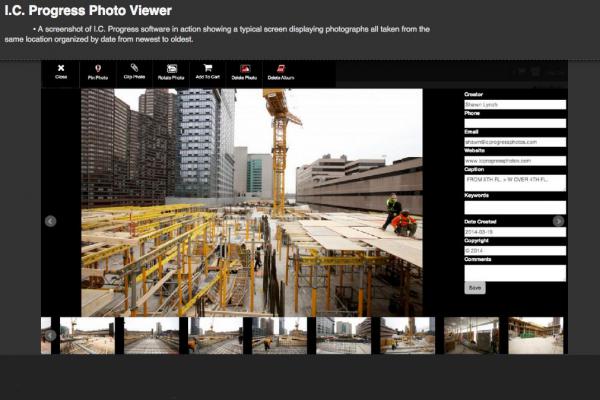 I.C. Progress Photo Viewer
• A screenshot of I.C. Progress software in action showing a typical screen displaying photographs all taken from the
same location organized by date from newest to oldest.
Close Pin Photo Clip Photo Rotate Photo Add To Cart Delete Photo Delete Album
Creator
Shawn Lynch
Phone
Email
shawn@icprogressphotos.com
Website
www.icprogressphotos.com
Caption
FROM 5TH FL. + W OVER 4TH FL.
Keywords
Date Created
2014-03-19
Copyright
© 2014
Comments
Save